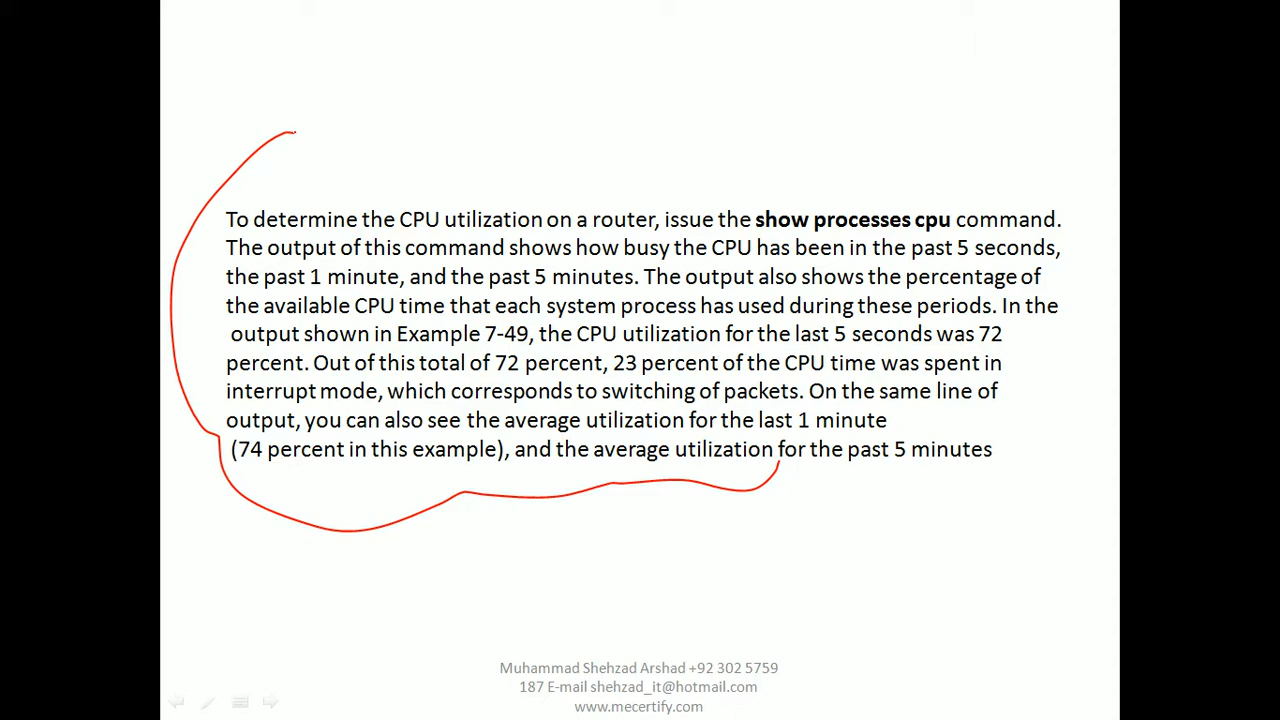 To determine the CPU utilization on a router, issue the show processes cpu command.
The output of this command shows how busy the CPU has been in the past 5 seconds,
the past 1 minute, and the past 5 minutes. The output also shows the percentage of
the available CPU time that each system process has used during these periods. In the
output shown in Example 7-49, the CPU utilization for the last 5 seconds was 72
percent. Out of this total of 72 percent, 23 percent of the CPU time was spent in
interrupt mode, which corresponds to switching of packets. On the same line of
output, you can also see the average utilization for the last 1 minute
(74 percent in this example), and the average utilization for the past 5 minutes
Muhammad Shehzad Arshad +92 302 5759
187 E-mail shehzad_it@hotmail.com
www.mecertify.com